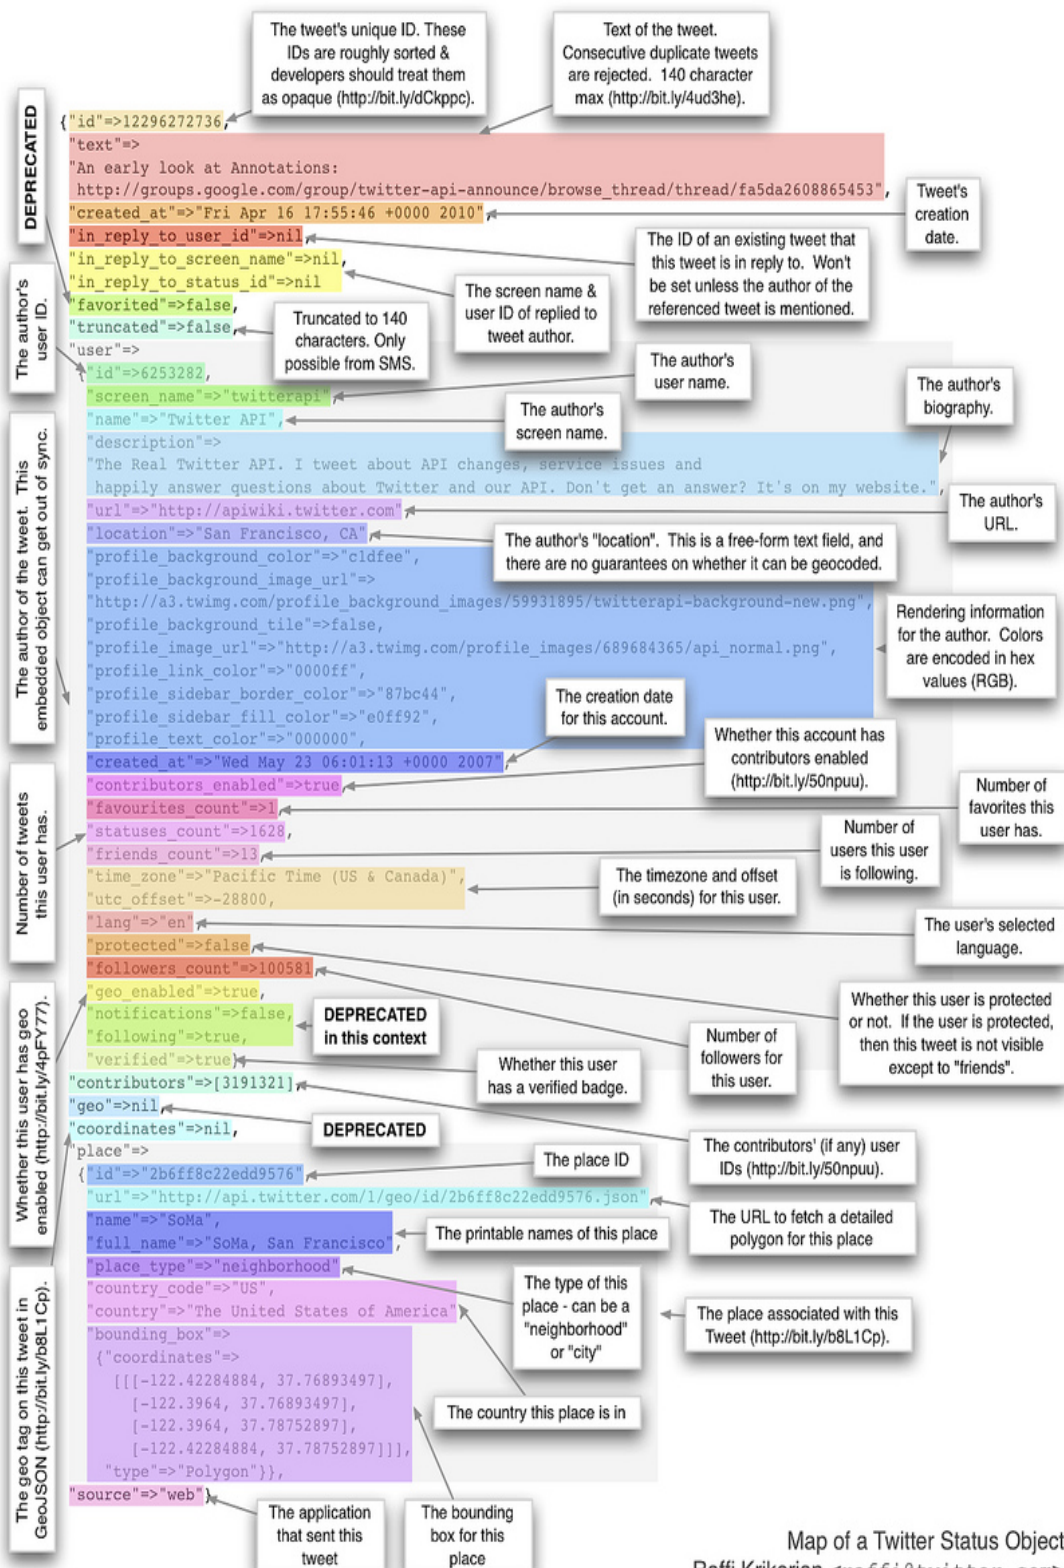 The tweet's unique ID. These
IDs are roughly sorted &
developers should treat them
as opaque (http://bit.ly/dCkppc).
Text of the tweet.
Consecutive duplicate tweets
are rejected. 140 character
max (http://bit.ly/4ud3he).
DEPRECATED
{"id"=>12296272736,
"text"=>
"An early look at Annotations:
http://groups.google.com/group/twitter-api-announce/browse_thread/thread/fa5da2608865453",
"created_at"=>"Fri Apr 16 17:55:46 +0000 2010",
Tweet's
creation
date.
"in_reply_to_user_id"=>nil,
"in_reply_to_screen_name"=>nil,
"in_reply_to_status_id"=>nil
"favorited"=>false,
"truncated"=>false,
The ID of an existing tweet that
this tweet is in reply to. Won't
be set unless the author of the
referenced tweet is mentioned.
The screen name &
user ID of replied to
tweet author.
Truncated to 140
characters. Only
possible from SMS.
The author's
user ID.
"user"=>
{"id"=>6253282,
"screen_name"=>"twitterapi",
"name"=>"Twitter API",
The author's
user name.
The author's
screen name.
The author's
biography.
"description"=>
"The Real Twitter API. I tweet about API changes, service issues and
happily answer questions about Twitter and our API. Don't get an answer? It's on my website.",
"url"=>"http://apiwiki.twitter.com",
The author's
URL.
"location"=>"San Francisco, CA",
The author's "location". This is a free-form text field, and
there are no guarantees on whether it can be geocoded.
The author of the tweet. This
embedded object can get out of sync.
"profile_background_color"=>"c1dfee",
"profile_background_image_url"=>
"http://a3.twimg.com/profile_background_images/59931895/twitterapi-background-new.png",
"profile_background_tile"=>false,
"profile_image_url"=>"http://a3.twimg.com/profile_images/689684365/api_normal.png",
"profile_link_color"=>"0000ff",
"profile_sidebar_border_color"=>"87bc44",
"profile_sidebar_fill_color"=>"e0ff92",
"profile_text_color"=>"000000",
Rendering information
for the author. Colors
are encoded in hex
values (RGB).
The creation date
for this account.
"created_at"=>"Wed May 23 06:01:13 +0000 2007",
Whether this account has
contributors enabled
(http://bit.ly/50npuu).
"contributors_enabled"=>true,
"favourites_count"=>1,
Number of
favorites this
user has.
Number of tweets
this user has.
"statuses_count"=>1628,
"friends_count"=>13,
Number of
users this user
is following.
"time_zone"=>"Pacific Time (US & Canada)",
"utc_offset"=>-28800,
The timezone and offset
(in seconds) for this user.
"lang"=>"en",
The user's selected
language.
"protected"=>false,
"followers_count"=>100581,
"geo_enabled"=>true,
"notifications"=>false,
"following"=>true,
"verified"=>true}
DEPRECATED
in this context
Whether this user is protected
or not. If the user is protected,
then this tweet is not visible
except to "friends".
Number of
followers for
this user.
Whether this user
has a verified badge.
Whether this user has geo
enabled (http://bit.ly/4pFY77).
"contributors"=>[3191321],
"geo"=>nil,
"coordinates"=>nil,
DEPRECATED
The contributors' (if any) user
IDs (http://bit.ly/50npuu).
"place"=>
{"id"=>"2b6ff8c22edd9576",
The place ID
"url"=>"http://api.twitter.com/1/geo/id/2b6ff8c22edd9576.json",
The URL to fetch a detailed
polygon for this place
"name"=>"SoMa",
"full_name"=>"SoMa, San Francisco",
The printable names of this place
"place_type"=>"neighborhood",
The type of this
place - can be a
"neighborhood"
or "city"
"country_code"=>"US",
"country"=>"The United States of America",
The place associated with this
Tweet (http://bit.ly/b8L1Cp).
The geo tag on this tweet in
GeoJSON (http://bit.ly/b8L1Cp).
"bounding_box"=>
{"coordinates"=>
[[[-122.42284884, 37.76893497],
[-122.3964, 37.76893497],
[-122.3964, 37.78752897],
[-122.42284884, 37.78752897]]],
"type"=>"Polygon"}},
The country this place is in
"source"=>"web"}
The application
that sent this
tweet
The bounding
box for this
place
Map of a Twitter Status Object
Raffi Krikorian